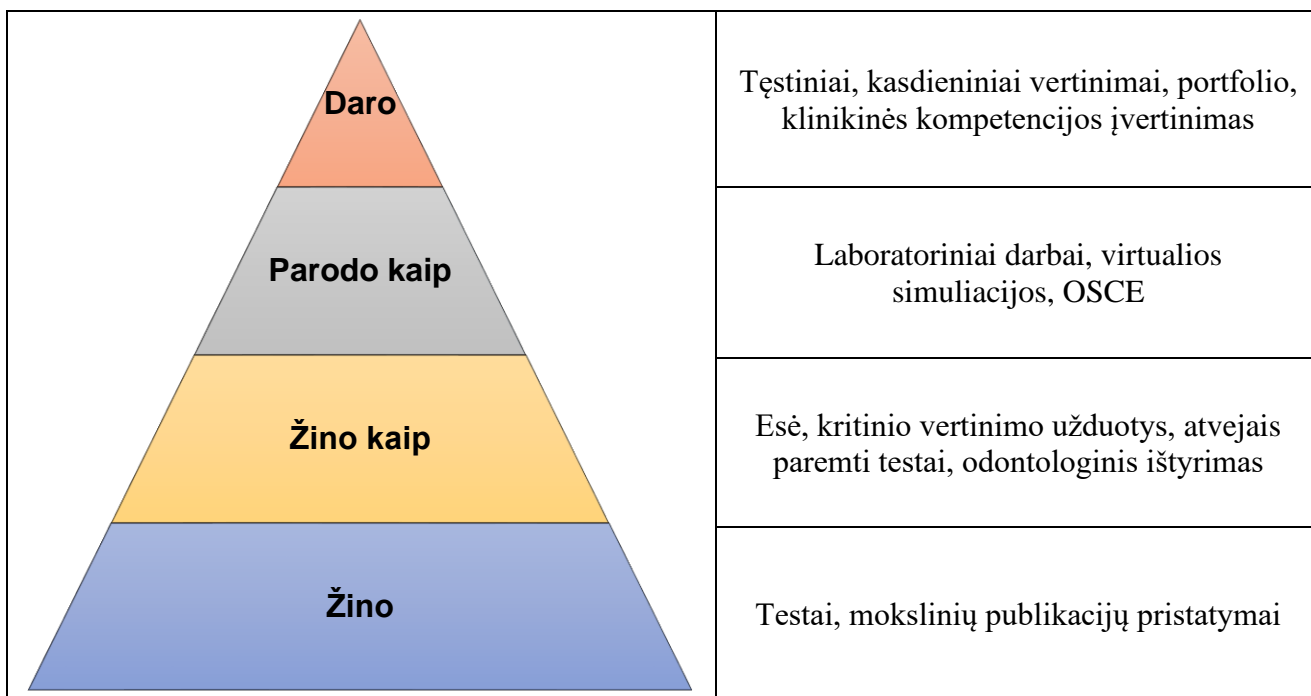 Daro
Tęstiniai, kasdieniniai vertinimai, portfolio,
klinikinės kompetencijos įvertinimas
Parodo kaip
Laboratoriniai darbai, virtualios
simuliacijos, OSCE
Žino kaip
Esė, kritinio vertinimo užduotys, atvejais
paremti testai, odontologinis ištyrimas
Žino
Testai, mokslinių publikacijų pristatymai